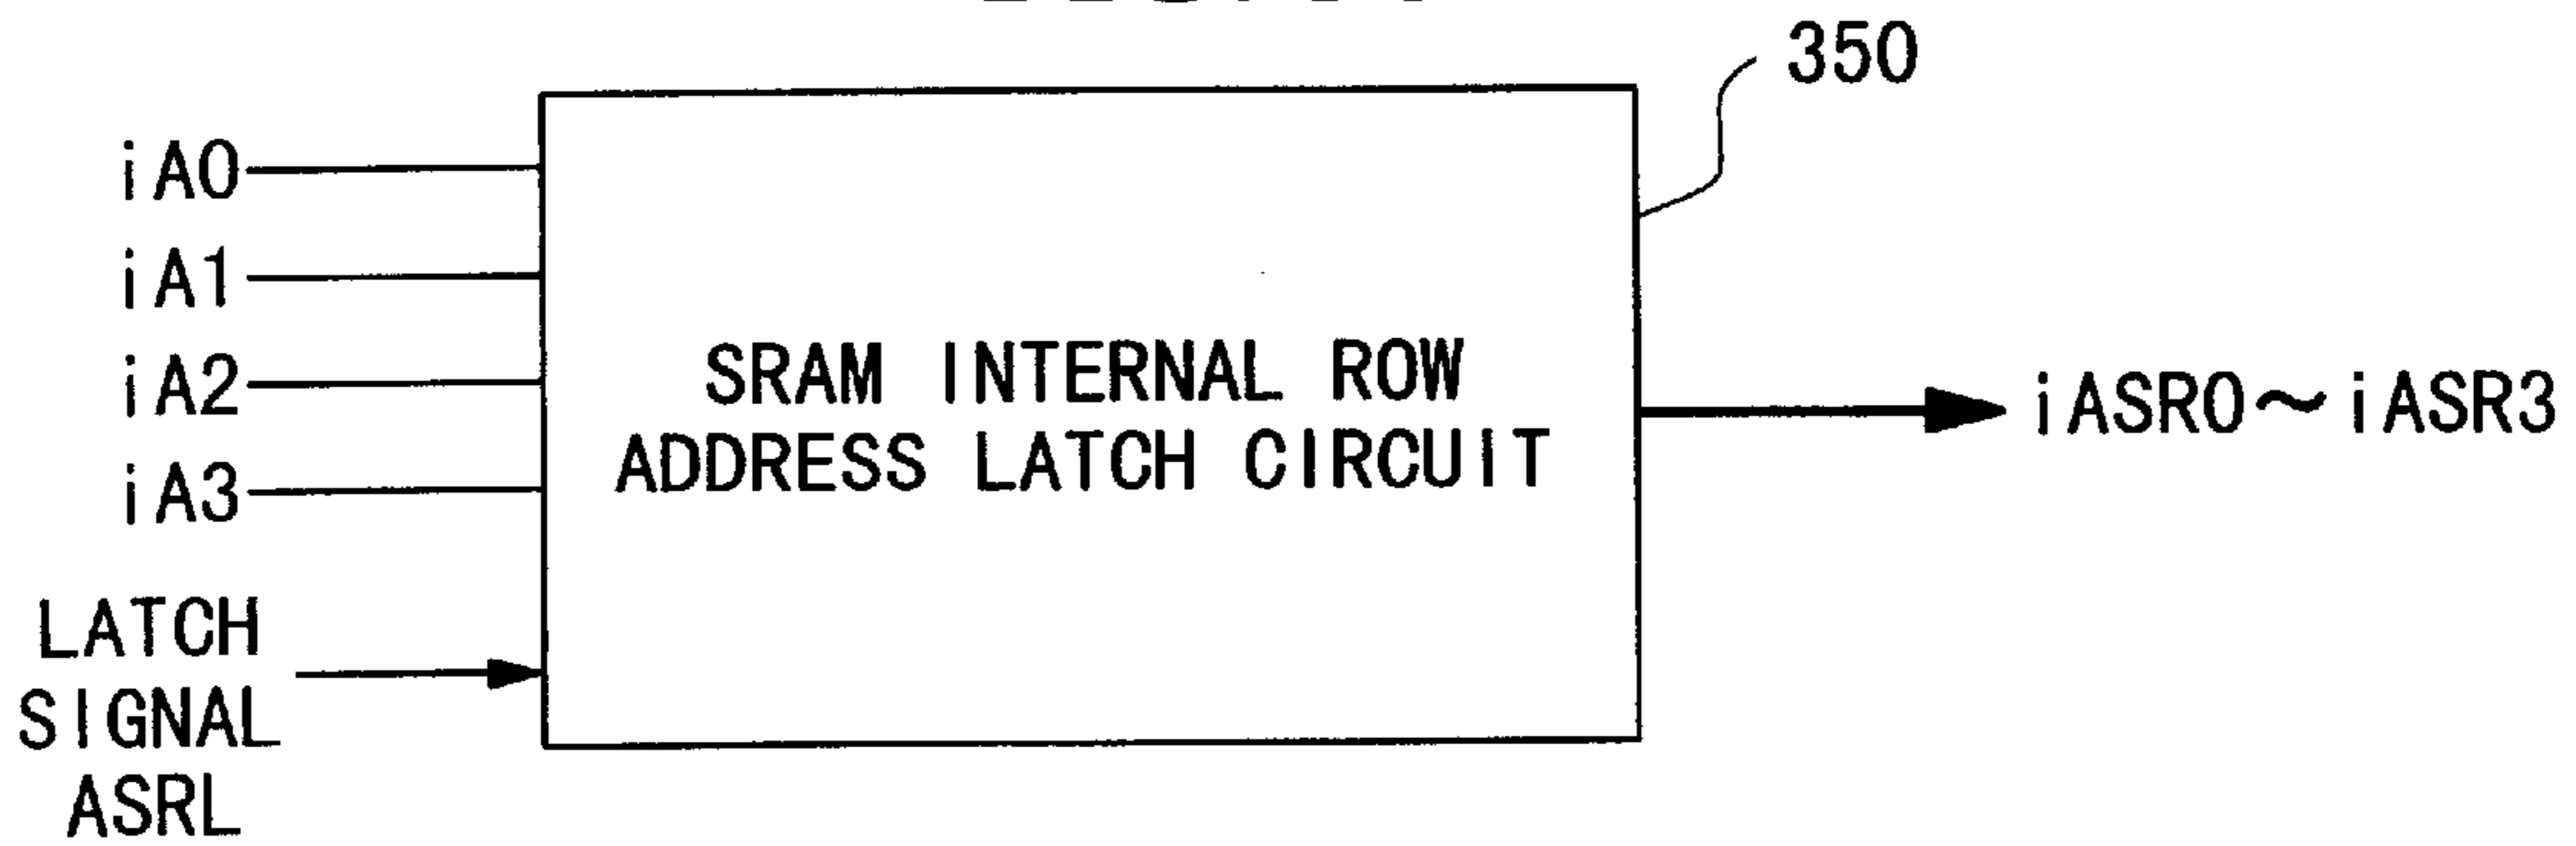 350
iA0
iA1
iA2
iA3
SRAM INTERNAL ROW
ADDRESS LATCH CIRCUIT
iASR0~iASR3
LATCH
SIGNAL
ASRL